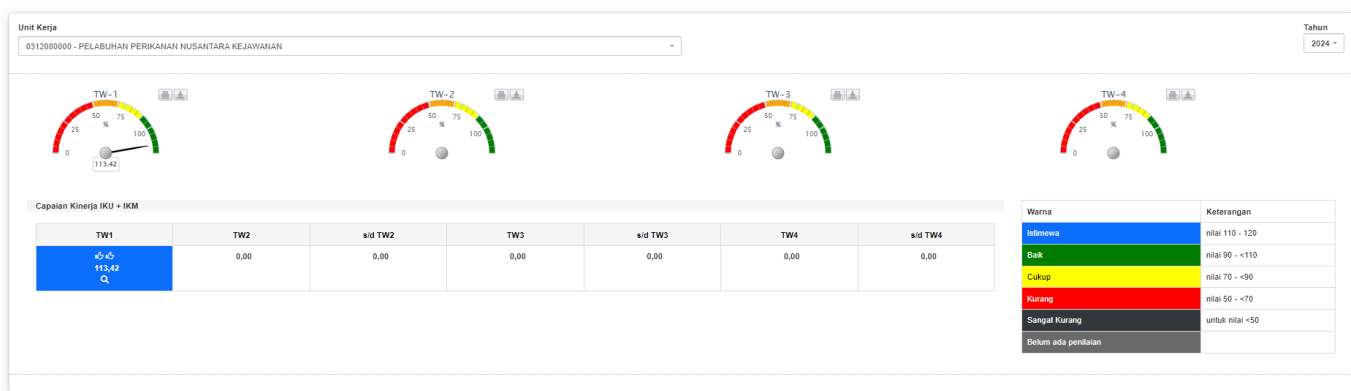 Unit Kerja
Tahun
0312080000 - PELABUHAN PERIKANAN NUSANTARA KEJAWANAN
2024
TW-1
0
25
50
75
100
%
113.42
TW-2
0
25
50
75
100
%
TW-3
0
25
50
75
100
%
TW-4
0
25
50
75
100
%
Capaian Kinerja IKU + IKM
TW1 TW2 s/d TW2 TW3 s/d TW3 TW4 s/d TW4
113,42 0,00 0,00 0,00 0,00 0,00 0,00
Warna Keterangan
Istimewa nilai 110 - 120
Baik nilai 90 - <110
Cukup nilai 70 - <90
Kurang nilai 50 - <70
Sangat Kurang untuk nilai <50
Belum ada penilaian